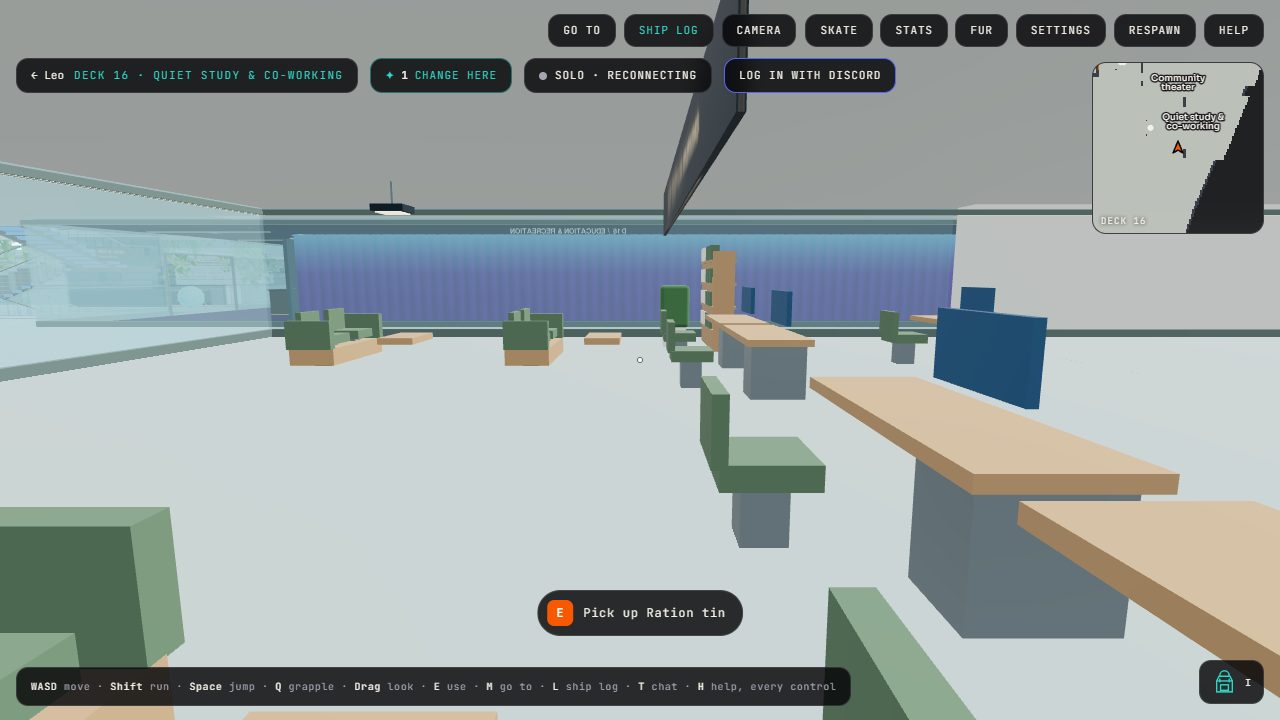 GO TO
SHIP LOG
CAMERA
SKATE
STATS
FUR
SETTINGS
RESPAWN
HELP
← Leo DECK 16 · QUIET STUDY & CO-WORKING
✦ 1 CHANGE HERE
SOLO · RECONNECTING
LOG IN WITH DISCORD
Community
theater
Quiet study &
co-working
DECK 16
D16 / EDUCATION & RECREATION
E Pick up Ration tin
WASD move · Shift run · Space jump · Q grapple · Drag look · E use · M go to · L ship log · T chat · H help, every control
I